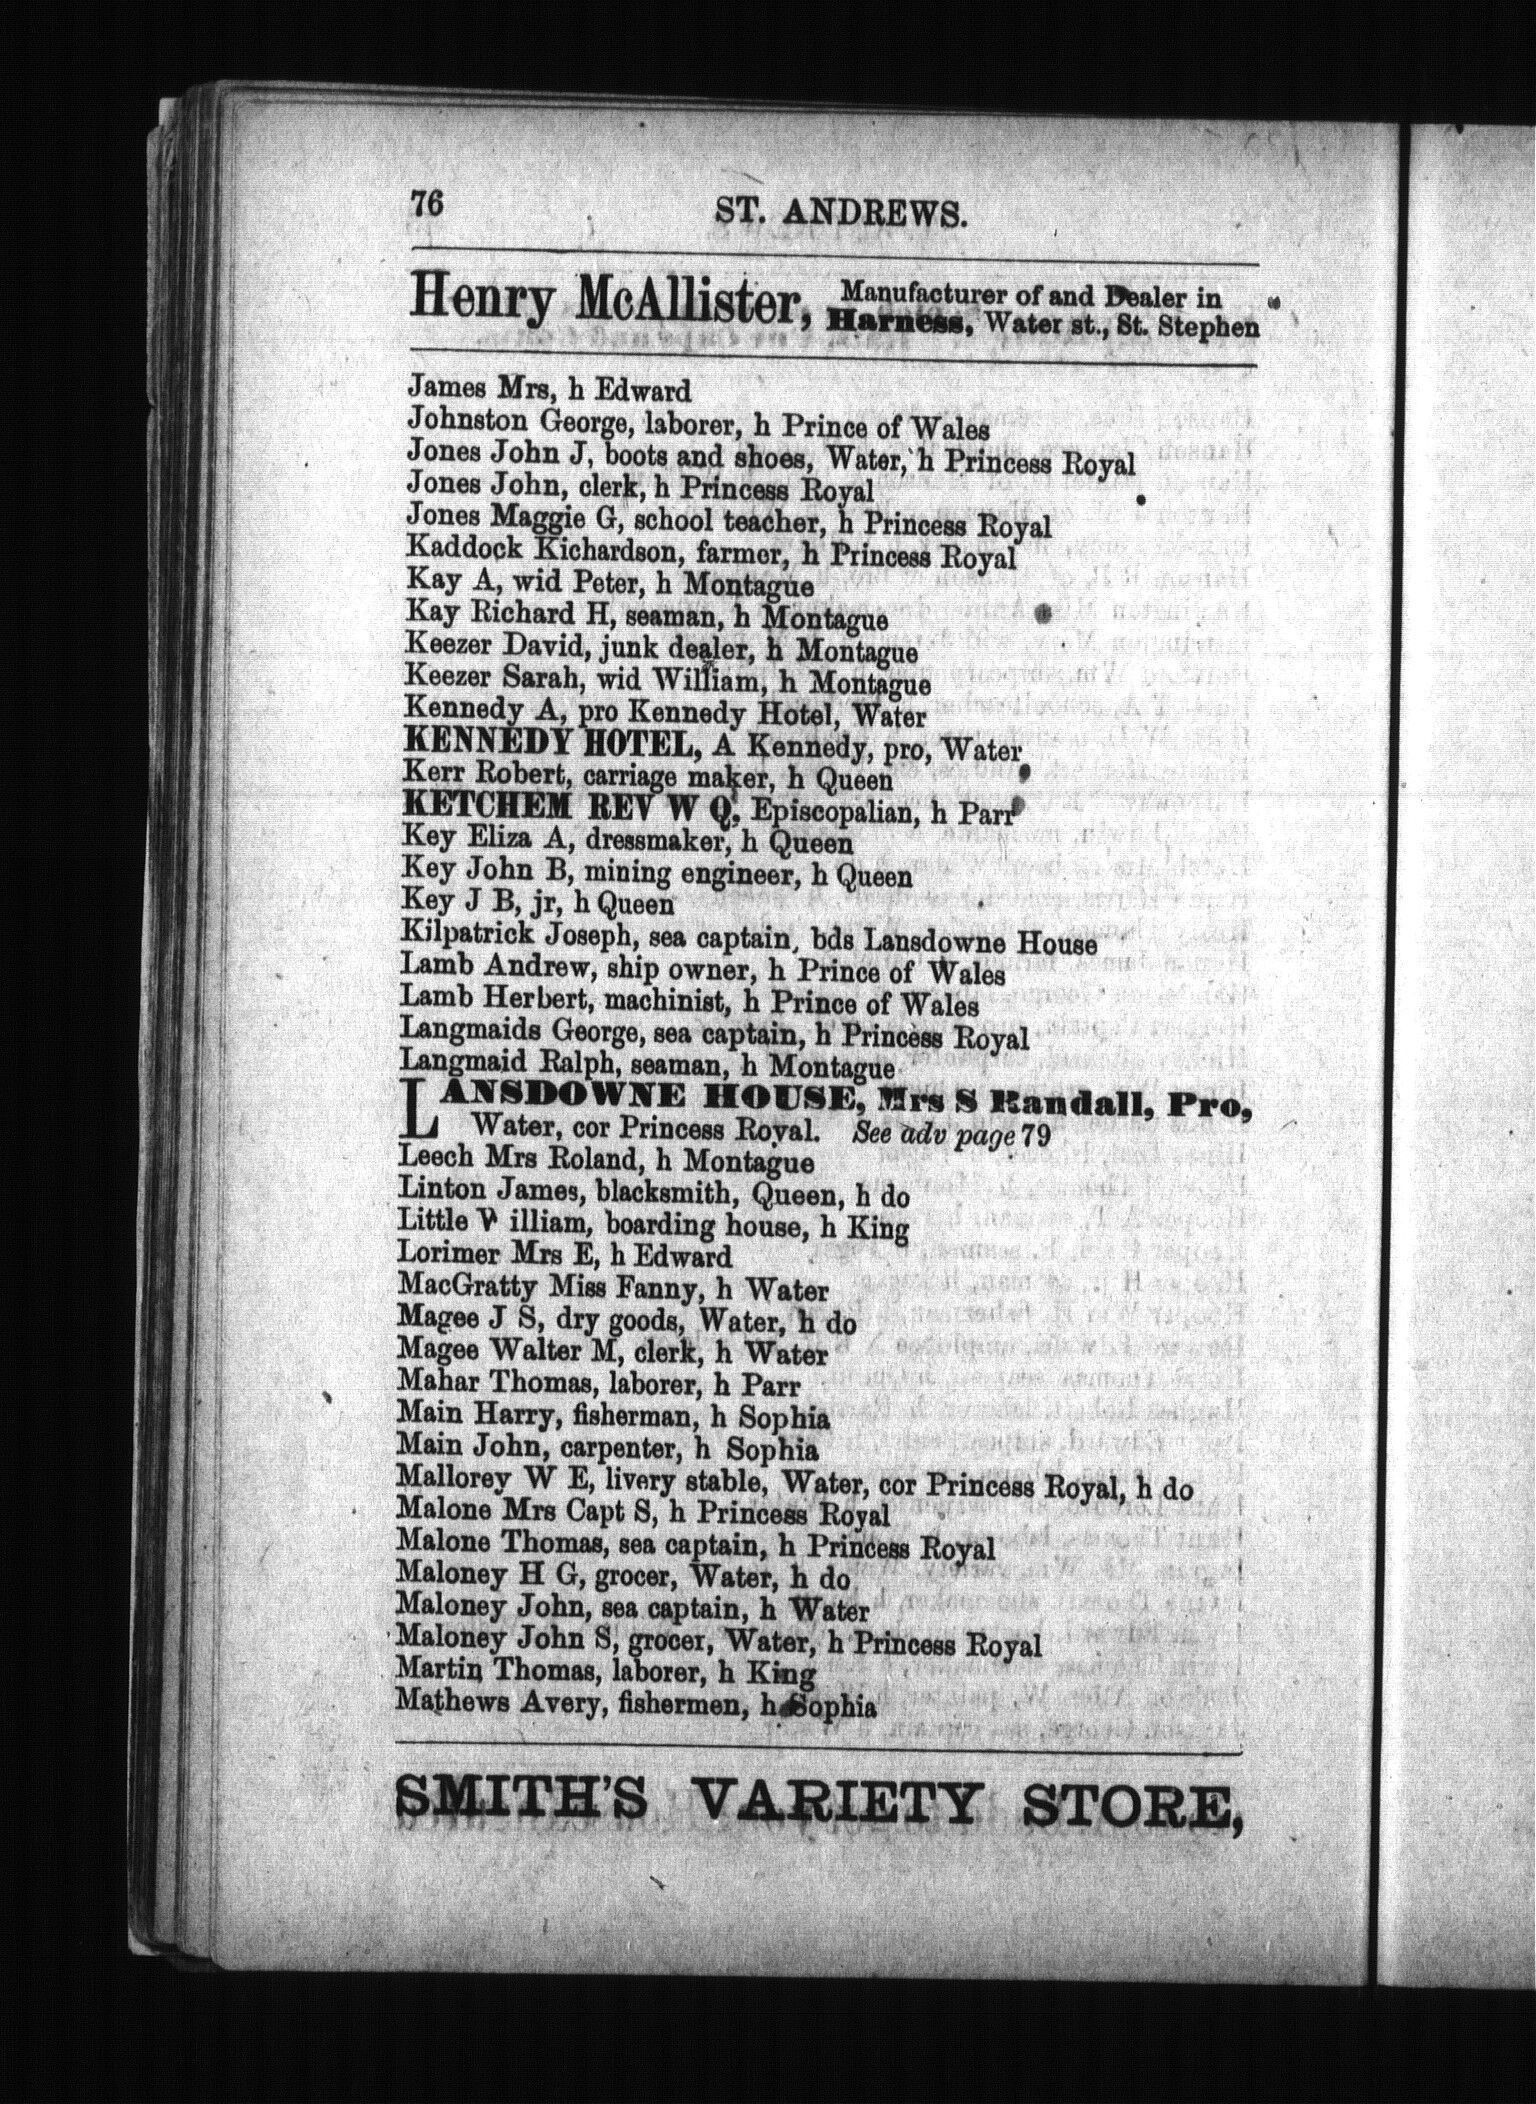 76
ST. ANDREWS.
Henry McAllister, Manufacturer of and Dealer in
Harness, Water st., St. Stephen
James Mrs, h Edward
Johnston George, laborer, h Prince of Wales
Jones John J, boots and shoes, Water, h Princess Royal
Jones John, clerk, h Princess Royal
Jones Maggie G, school teacher, h Princess Royal
Kaddock Kichardson, farmer, h Princess Royal
Kay A, wid Peter, h Montague
Kay Richard H, seaman, h Montague
Keezer David, junk dealer, h Montague
Keezer Sarah, wid William, h Montague
Kennedy A, pro Kennedy Hotel, Water
KENNEDY HOTEL, A Kennedy, pro, Water
Kerr Robert, carriage maker, h Queen
KETCHEM REV W Q, Episcopalian, h Parr
Key Eliza A, dressmaker, h Queen
Key John B, mining engineer, h Queen
Key J B, jr, h Queen
Kilpatrick Joseph, sea captain, bds Lansdowne House
Lamb Andrew, ship owner, h Prince of Wales
Lamb Herbert, machinist, h Prince of Wales
Langmaids George, sea captain, h Princess Royal
Langmaid Ralph, seaman, h Montague
LANSDOWNE HOUSE, Mrs S Randall, Pro,
Water, cor Princess Royal. See adv page 79
Leech Mrs Roland, h Montague
Linton James, blacksmith, Queen, h do
Little William, boarding house, h King
Lorimer Mrs E, h Edward
MacGratty Miss Fanny, h Water
Magee J S, dry goods, Water, h do
Magee Walter M, clerk, h Water
Mahar Thomas, laborer, h Parr
Main Harry, fisherman, h Sophia
Main John, carpenter, h Sophia
Mallorey W E, livery stable, Water, cor Princess Royal, h do
Malone Mrs Capt S, h Princess Royal
Malone Thomas, sea captain, h Princess Royal
Maloney H G, grocer, Water, h do
Maloney John, sea captain, h Water
Maloney John S, grocer, Water, h Princess Royal
Martin Thomas, laborer, h King
Mathews Avery, fishermen, h Sophia
SMITH'S VARIETY STORE,